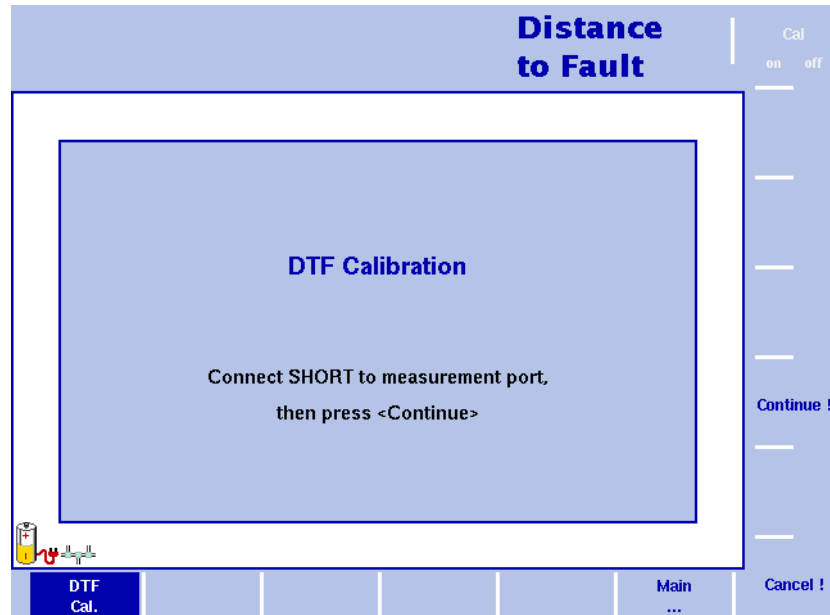 Distance
to Fault
Cal
on off
DTF Calibration
Connect SHORT to measurement port,
then press <Continue>
Continue !
DTF
Cal.
Main
...
Cancel !